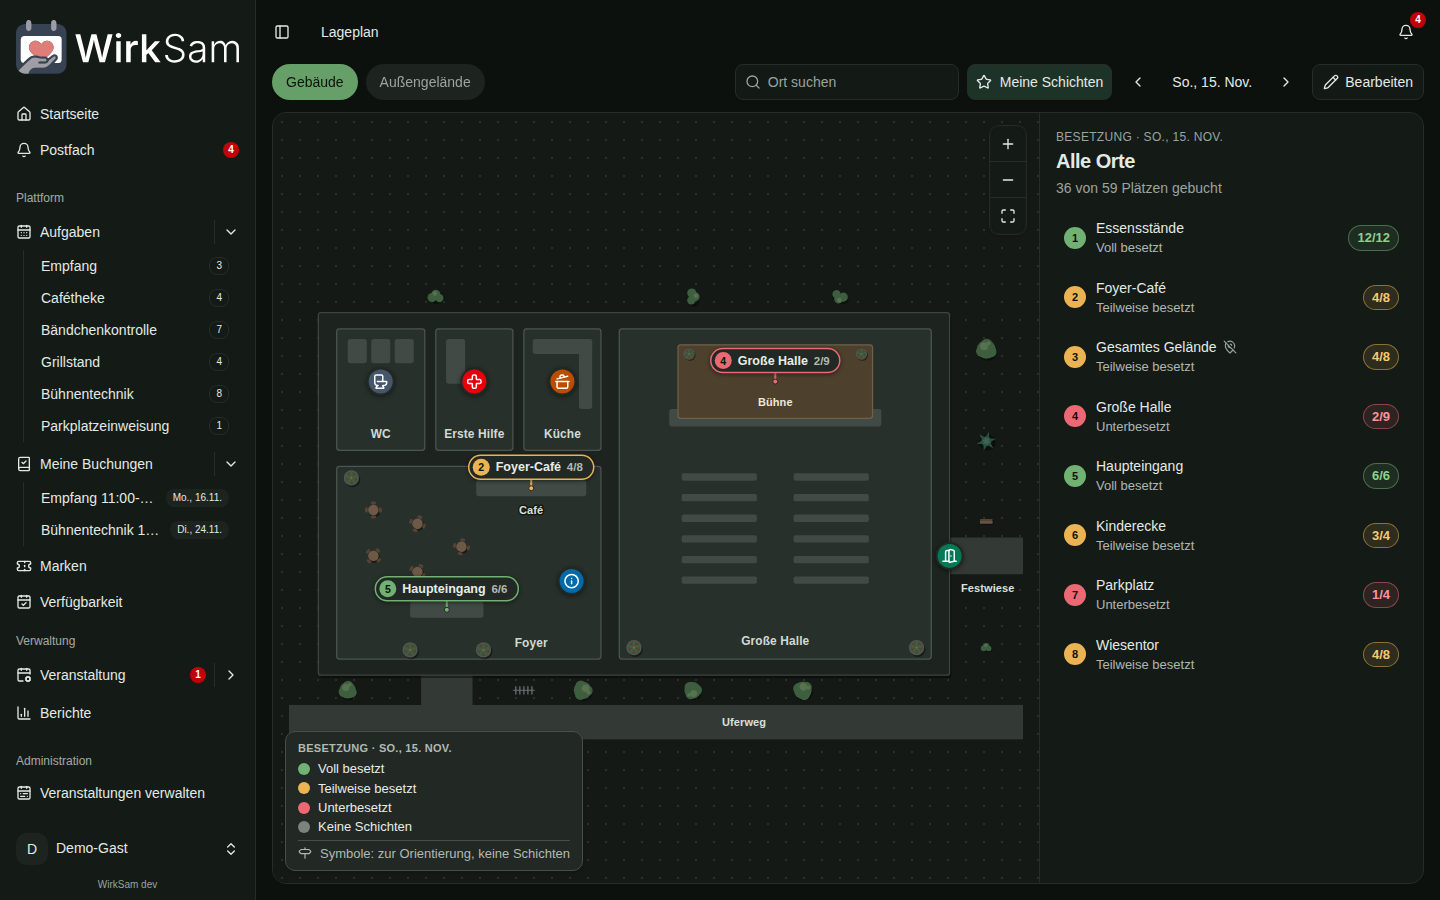 WirkSam
Startseite
Postfach
4
Plattform
Aufgaben
Empfang
3
Cafétheke
4
Bändchenkontrolle
7
Grillstand
4
Bühnentechnik
8
Parkplatzeinweisung
1
Meine Buchungen
Empfang 11:00-...
Mo., 16.11.
Bühnentechnik 1...
Di., 24.11.
Marken
Verfügbarkeit
Verwaltung
Veranstaltung
1
Berichte
Administration
Veranstaltungen verwalten
D
Demo-Gast
WirkSam dev
Lageplan
4
Gebäude
Außengelände
Ort suchen
Meine Schichten
So., 15. Nov.
Bearbeiten
4 Große Halle 2/9
Bühne
WC
Erste Hilfe
Küche
2 Foyer-Café 4/8
Café
5 Haupteingang 6/6
Foyer
Große Halle
Festwiese
Uferweg
BESETZUNG · SO., 15. NOV.
Voll besetzt
Teilweise besetzt
Unterbesetzt
Keine Schichten
Symbole: zur Orientierung, keine Schichten
BESETZUNG · SO., 15. NOV.
Alle Orte
36 von 59 Plätzen gebucht
1
Essensstände
Voll besetzt
12/12
2
Foyer-Café
Teilweise besetzt
4/8
3
Gesamtes Gelände
Teilweise besetzt
4/8
4
Große Halle
Unterbesetzt
2/9
5
Haupteingang
Voll besetzt
6/6
6
Kinderecke
Teilweise besetzt
3/4
7
Parkplatz
Unterbesetzt
1/4
8
Wiesentor
Teilweise besetzt
4/8